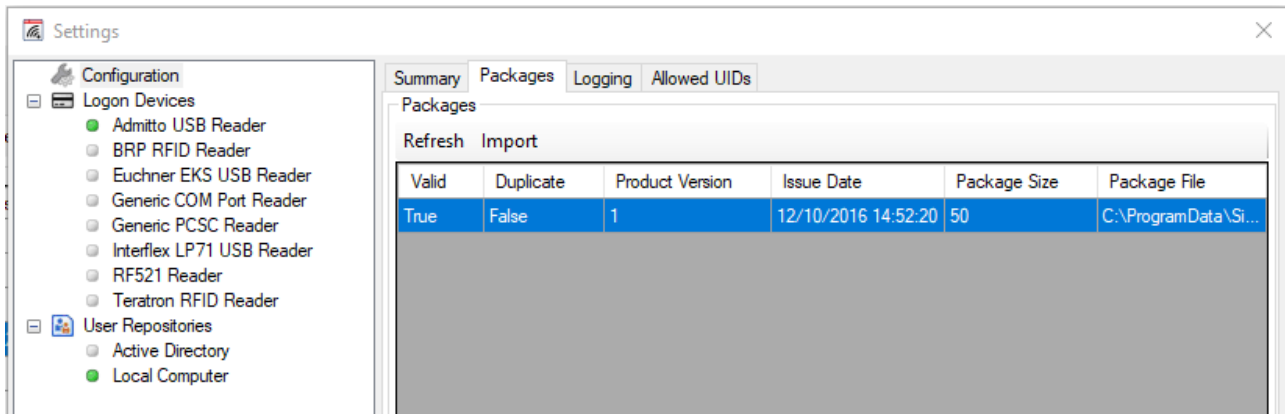 Settings
Configuration
Logon Devices
Admitto USB Reader
BRP RFID Reader
Euchner EKS USB Reader
Generic COM Port Reader
Generic PCSC Reader
Interflex LP71 USB Reader
RF521 Reader
Teratron RFID Reader
User Repositories
Active Directory
Local Computer
Summary Packages Logging Allowed UIDs
Packages
Refresh Import
Valid Duplicate Product Version Issue Date Package Size Package File
True False 1 12/10/2016 14:52:20 50 C:\ProgramData\Si...